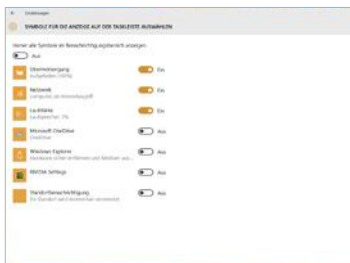 Einstellungen
SYMBOLE FÜR DIE ANZEIGE AUF DER TASKLEISTE AUSWÄHLEN
Immer alle Symbole im Benachrichtigungsbereich anzeigen
Aus
Stromversorgung
Ein
Netzwerk
Ein
Lautstärke
Ein
Microsoft OneDrive
Aus
OneDrive
Windows-Explorer
Aus
NVIDIA Settings
Aus
Standortbenachrichtigung
Aus